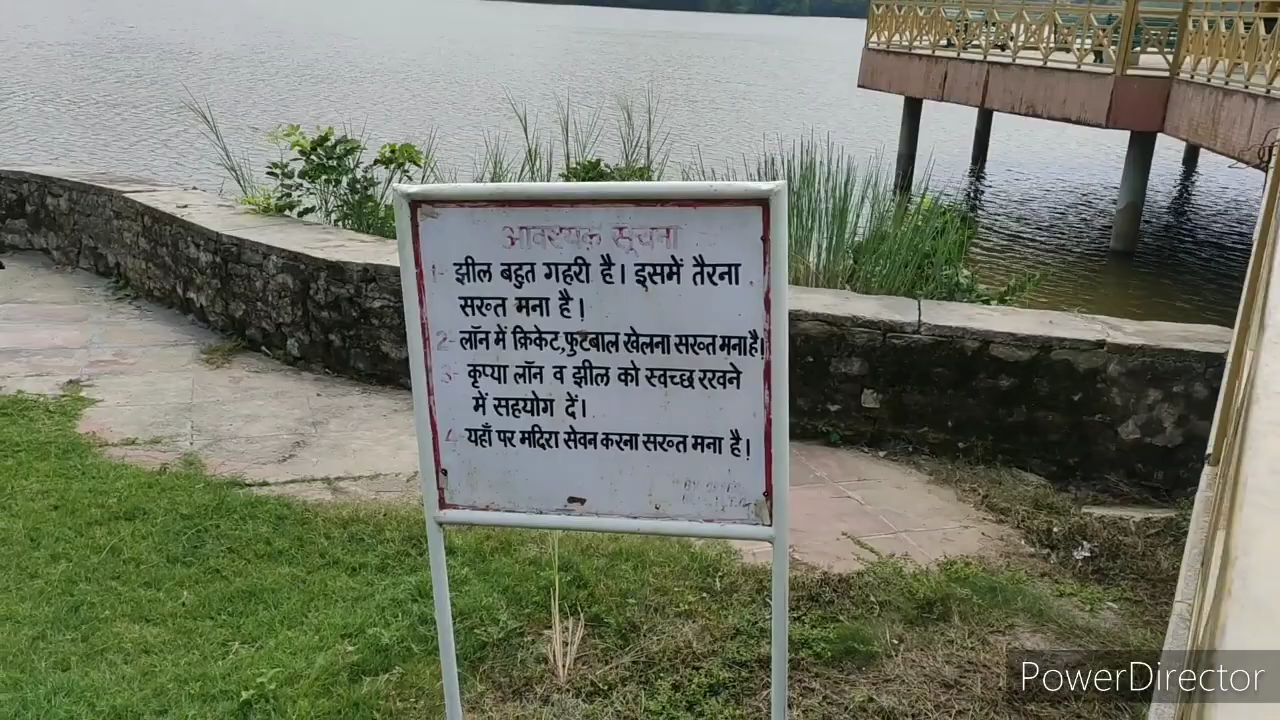 आवश्यक सूचना
1- झील बहुत गहरी है। इसमें तैरना
सख्त मना है।
2- लॉन में क्रिकेट,फुटबाल खेलना सख्त मना है।
3- कृप्या लॉन व झील को स्वच्छ रखने
में सहयोग दें।
4- यहाँ पर मदिरा सेवन करना सख्त मना है।
PowerDirector